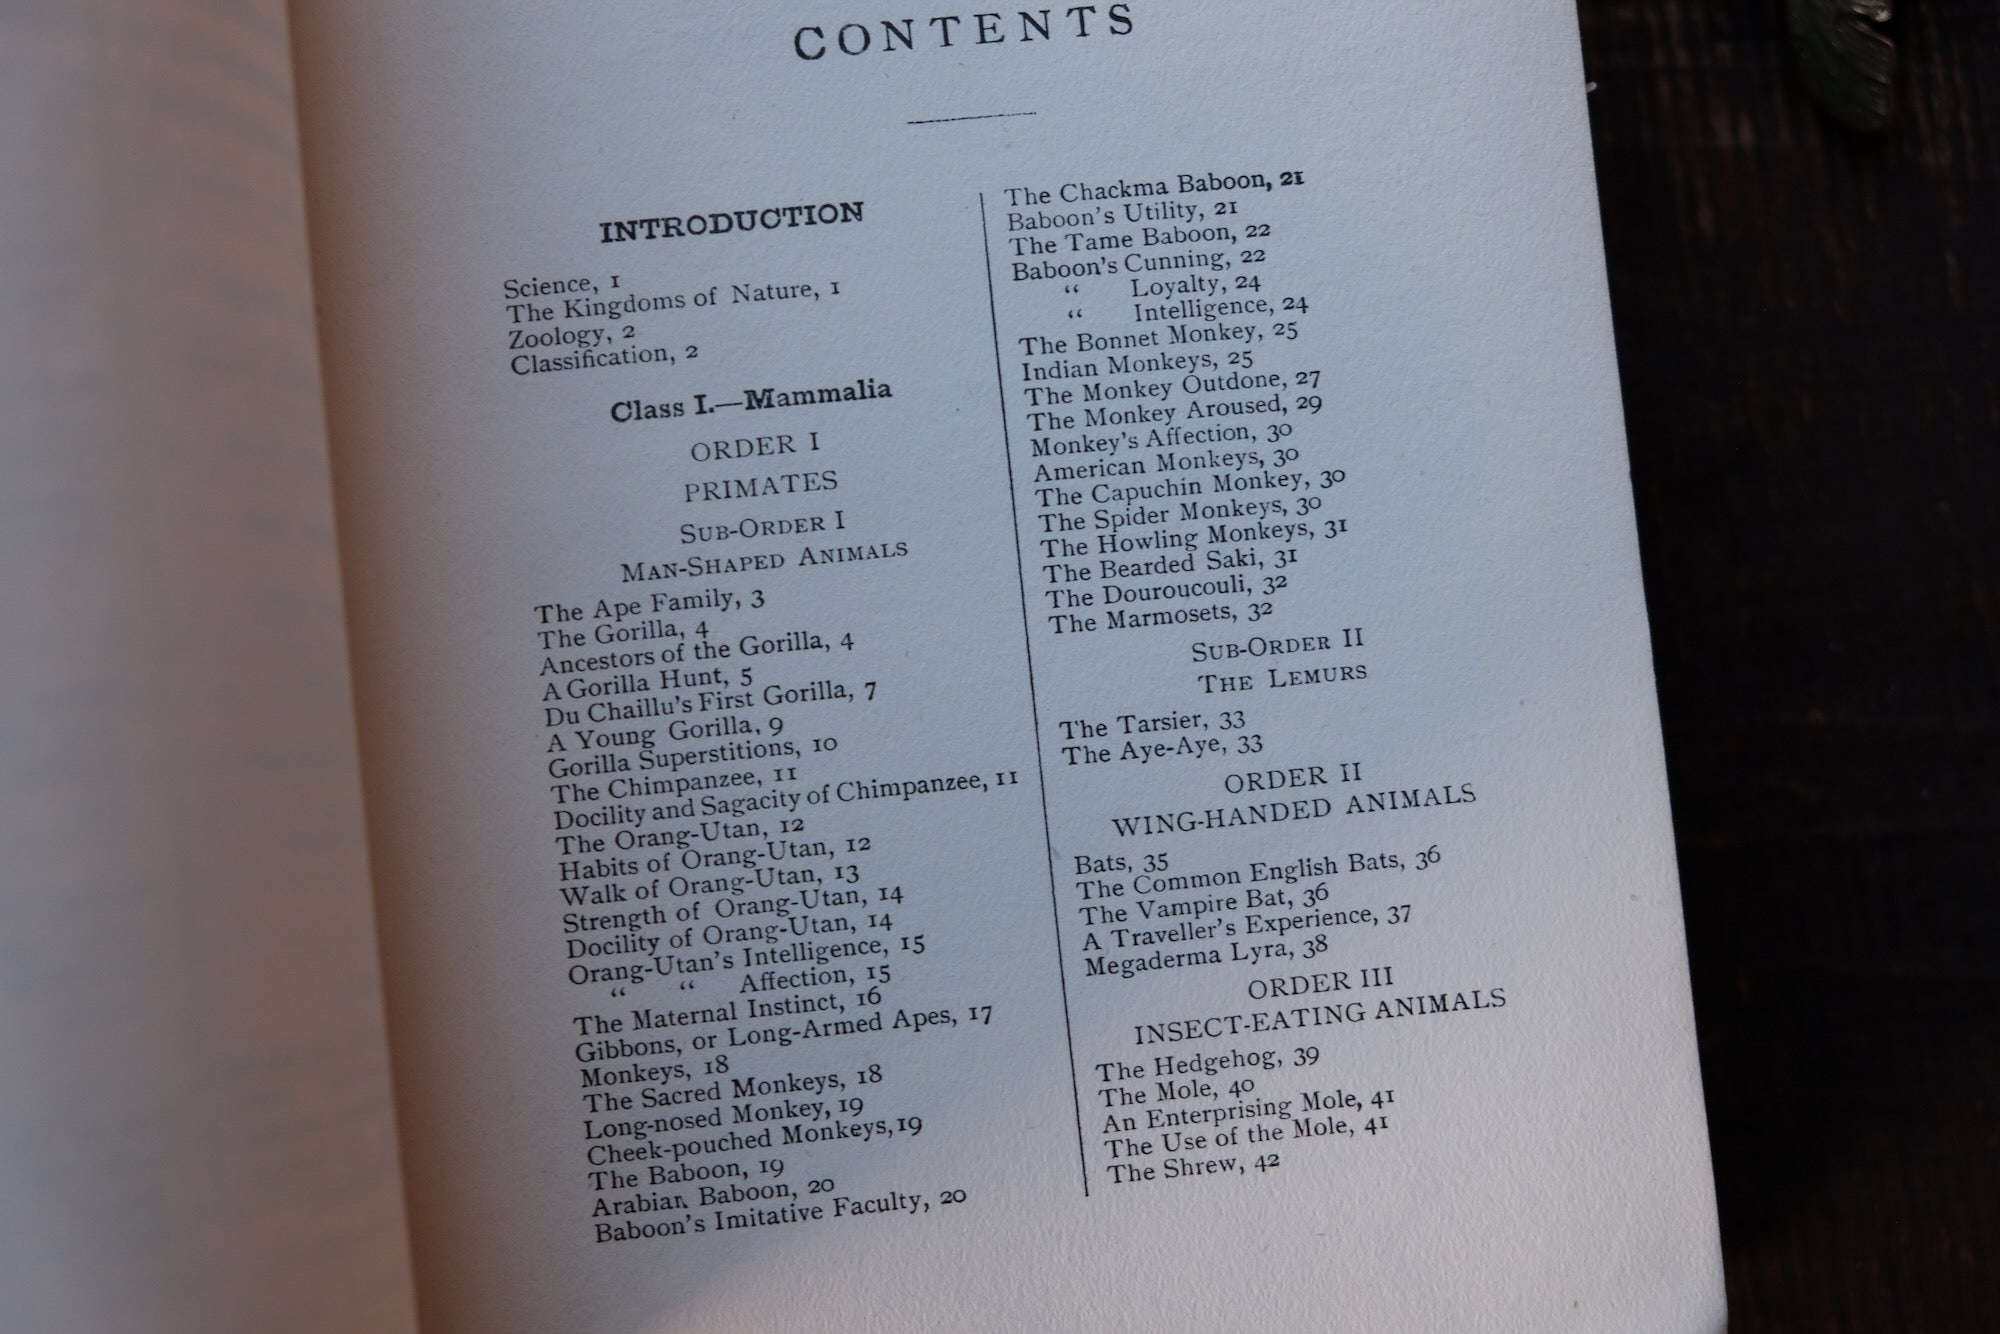 CONTENTS
INTRODUCTION
Science, 1
The Kingdoms of Nature, 1
Zoology, 2
Classification, 2
Class I.—Mammalia
ORDER I
PRIMATES
SUB-ORDER I
MAN-SHAPED ANIMALS
The Ape Family, 3
The Gorilla, 4
Ancestors of the Gorilla, 4
A Gorilla Hunt, 5
Du Chaillu's First Gorilla, 7
A Young Gorilla, 9
Gorilla Superstitions, 10
The Chimpanzee, 11
Docility and Sagacity of Chimpanzee, 11
The Orang-Utan, 12
Habits of Orang-Utan, 12
Walk of Orang-Utan, 13
Strength of Orang-Utan, 14
Docility of Orang-Utan, 14
Orang-Utan's Intelligence, 15
“ “ Affection, 15
The Maternal Instinct, 16
Gibbons, or Long-Armed Apes, 17
Monkeys, 18
The Sacred Monkeys, 18
Long-nosed Monkey, 19
Cheek-pouched Monkeys, 19
The Baboon, 19
Arabian Baboon, 20
Baboon's Imitative Faculty, 20
The Chackma Baboon, 21
Baboon's Utility, 21
The Tame Baboon, 22
Baboon's Cunning, 22
“ Loyalty, 24
“ Intelligence, 24
The Bonnet Monkey, 25
Indian Monkeys, 25
The Monkey Outdone, 27
The Monkey Aroused, 29
Monkey's Affection, 30
American Monkeys, 30
The Capuchin Monkey, 30
The Spider Monkeys, 30
The Howling Monkeys, 31
The Bearded Saki, 31
The Douroucouli, 32
The Marmosets, 32
SUB-ORDER II
THE LEMURS
The Tarsier, 33
The Aye-Aye, 33
ORDER II
WING-HANDED ANIMALS
Bats, 35
The Common English Bats, 36
The Vampire Bat, 36
A Traveller's Experience, 37
Megaderma Lyra, 38
ORDER III
INSECT-EATING ANIMALS
The Hedgehog, 39
The Mole, 40
An Enterprising Mole, 41
The Use of the Mole, 41
The Shrew, 42